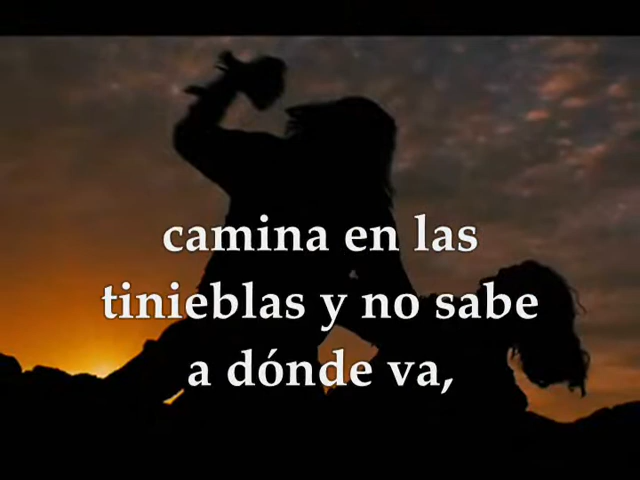 camina en las
tinieblas y no sabe
a dónde va,